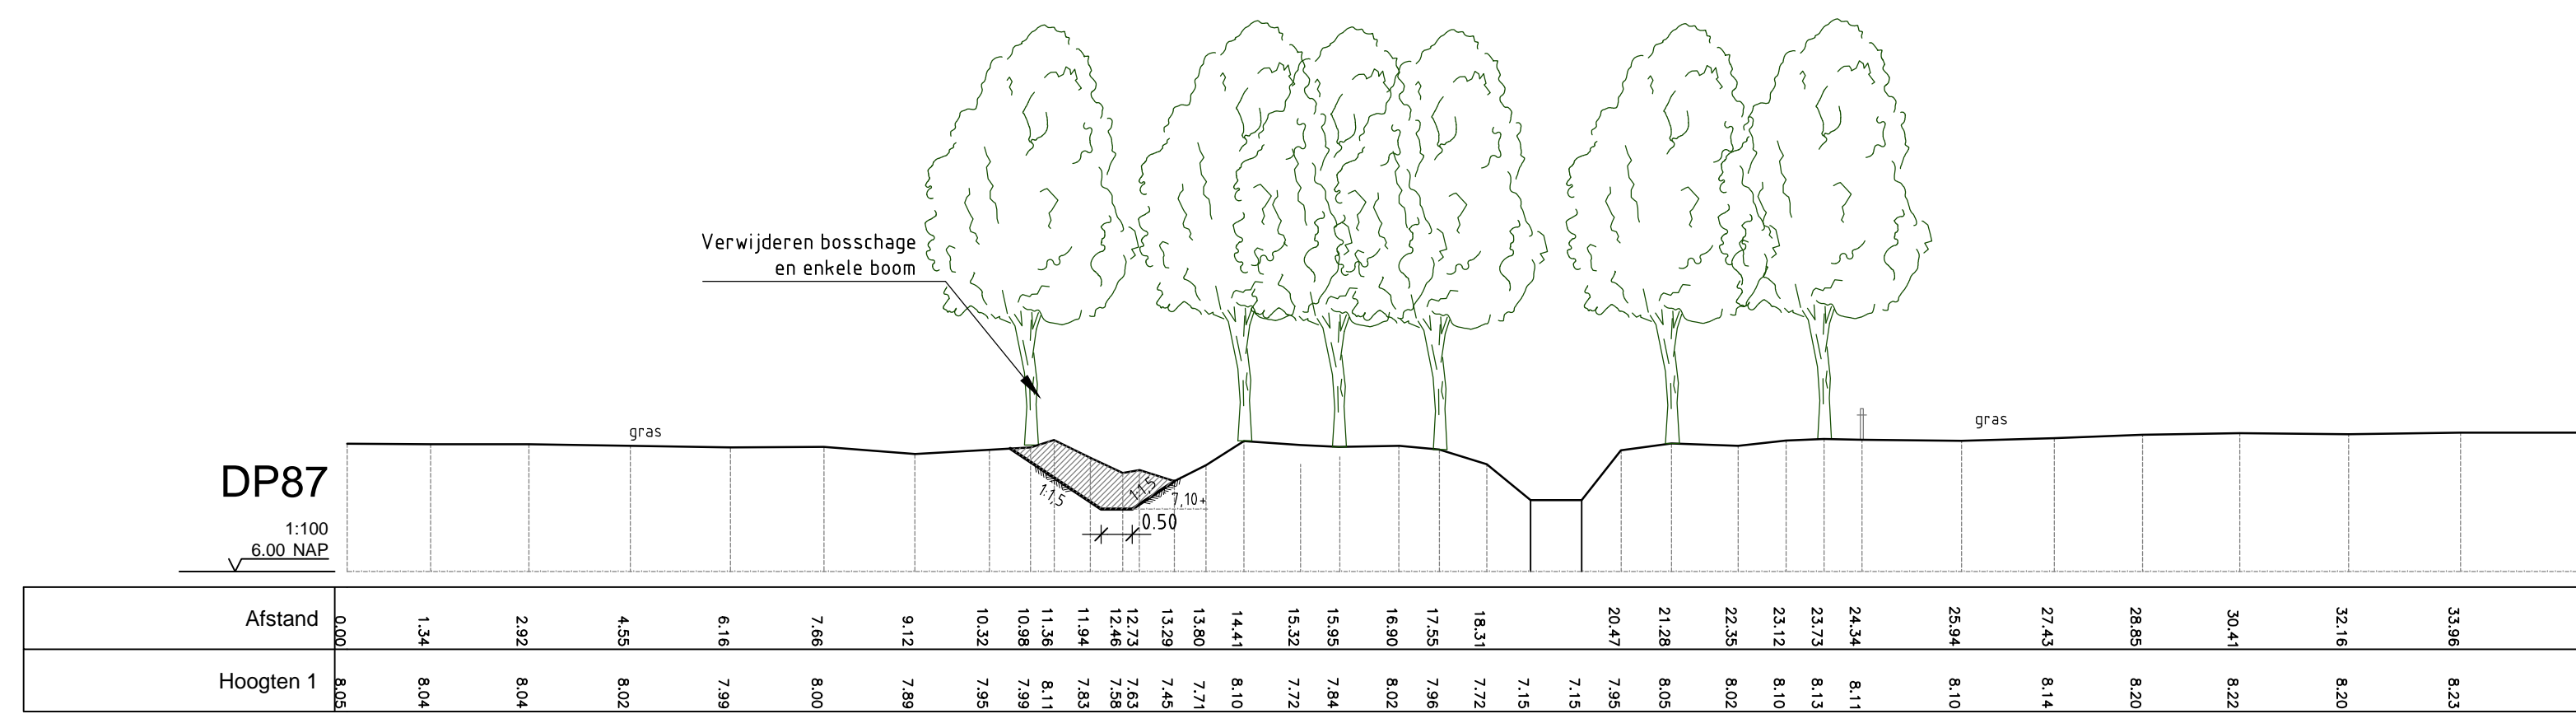 Verwijderen bosschage
en enkele boom
gras
gras
DP87
1:100
6.00 NAP
1:1,5
1:1,5
7,10+
0.50
Afstand 0.00 1.34 2.92 4.55 6.16 7.66 9.12 10.32 10.98 11.36 11.94 12.46 12.73 13.29 13.80 14.41 15.32 15.95 16.90 17.55 18.31 20.47 21.28 22.35 23.12 23.73 24.34 25.94 27.43 28.85 30.41 32.16 33.96
Hoogten 1 8.05 8.04 8.04 8.02 7.99 8.00 7.89 7.95 7.99 8.11 7.83 7.58 7.63 7.45 7.71 8.10 7.72 7.84 8.02 7.96 7.72 7.15 7.15 7.95 8.05 8.02 8.10 8.13 8.11 8.10 8.14 8.20 8.22 8.20 8.23